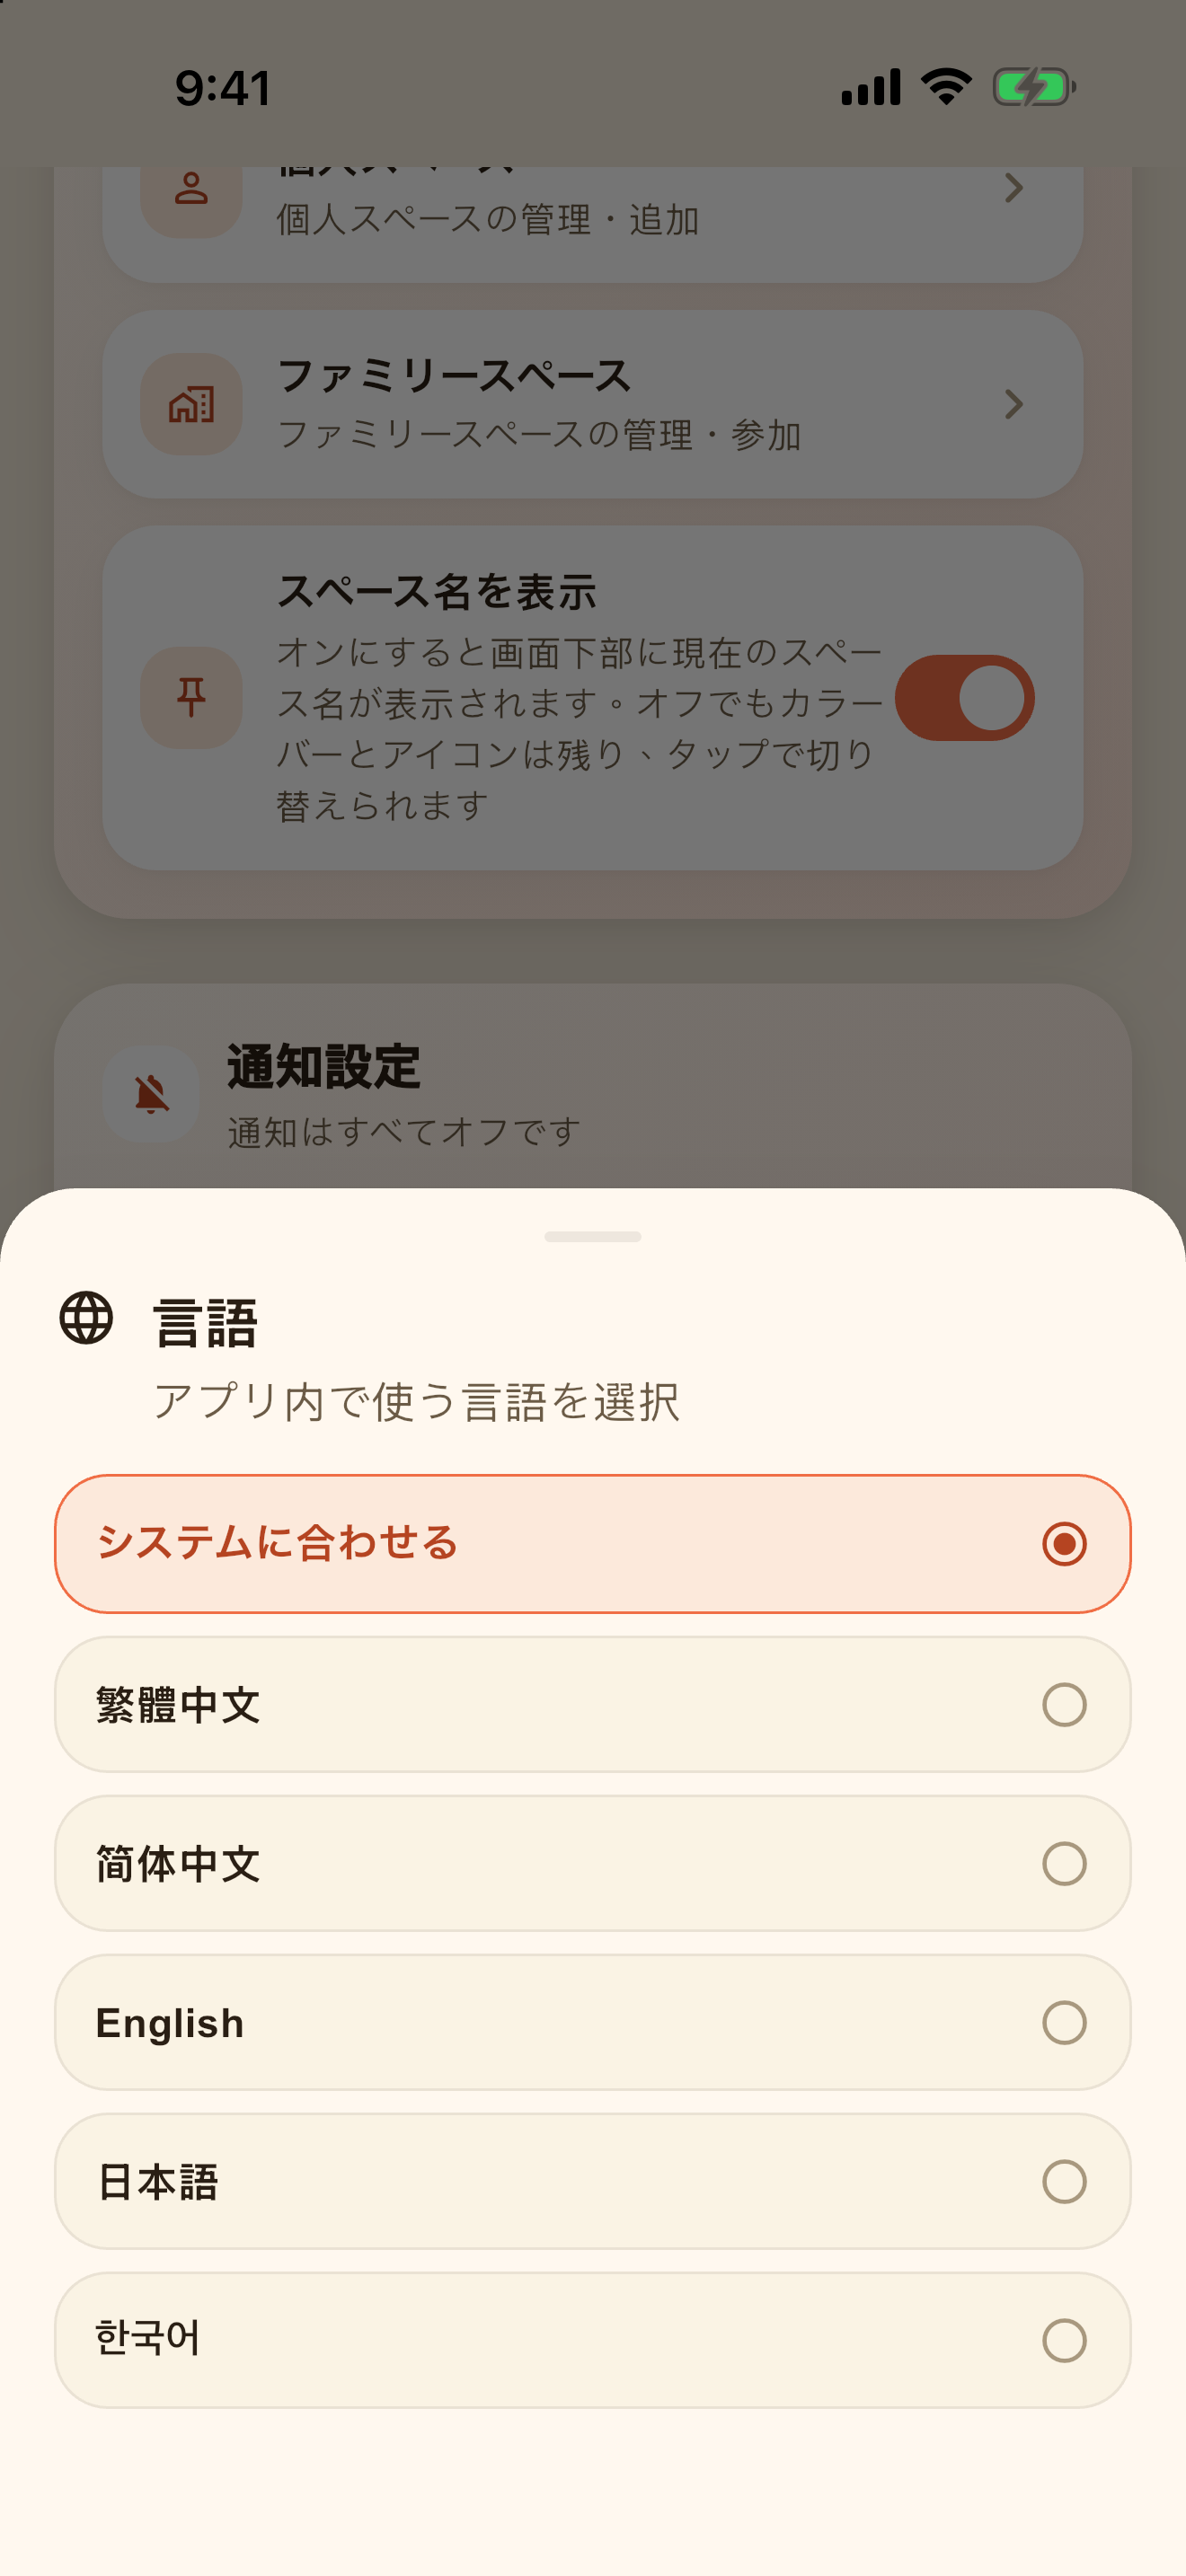 9:41
個人スペース
個人スペースの管理・追加
ファミリースペース
ファミリースペースの管理・参加
スペース名を表示
オンにすると画面下部に現在のスペー
ス名が表示されます。オフでもカラー
バーとアイコンは残り、タップで切り
替えられます
通知設定
通知はすべてオフです
言語
アプリ内で使う言語を選択
システムに合わせる
繁體中文
简体中文
English
日本語
한국어